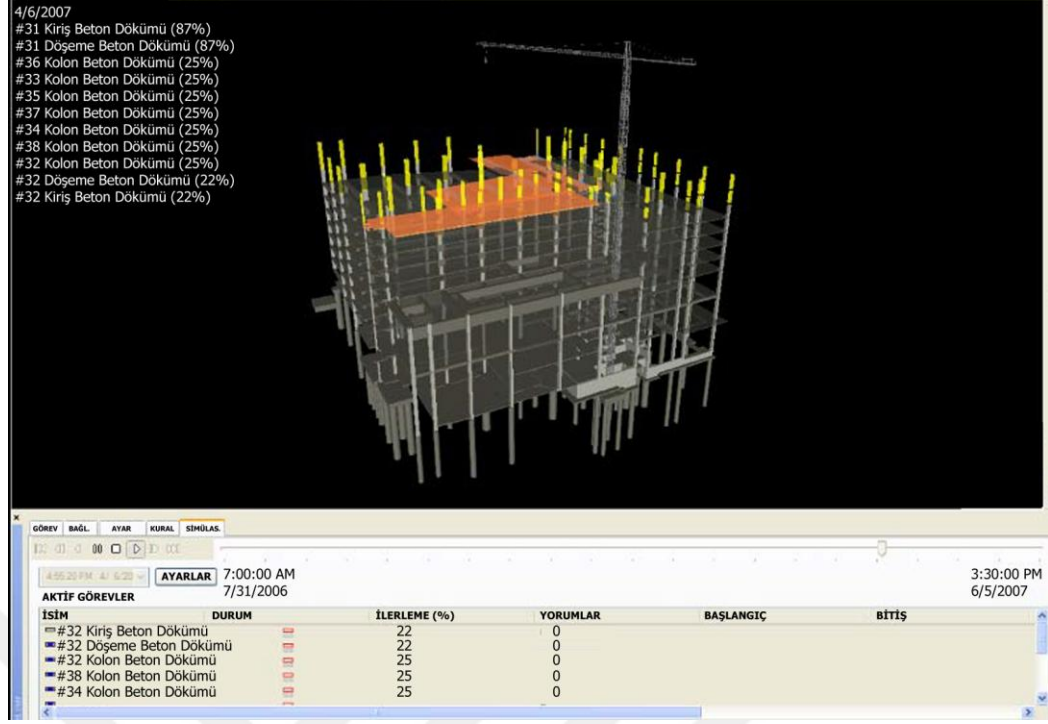 4/6/2007
#31 Kiriş Beton Dökümü (87%)
#31 Döşeme Beton Dökümü (87%)
#36 Kolon Beton Dökümü (25%)
#33 Kolon Beton Dökümü (25%)
#35 Kolon Beton Dökümü (25%)
#37 Kolon Beton Dökümü (25%)
#34 Kolon Beton Dökümü (25%)
#38 Kolon Beton Dökümü (25%)
#32 Kolon Beton Dökümü (25%)
#32 Döşeme Beton Dökümü (22%)
#32 Kiriş Beton Dökümü (22%)
GÖREV BAĞL. AYAR KURAL SİMÜLAS.
AYARLAR 7:00:00 AM 3:30:00 PM
7/31/2006 6/5/2007
AKTİF GÖREVLER
İSİM DURUM İLERLEME (%) YORUMLAR BAŞLANGIÇ BİTİŞ
#32 Kiriş Beton Dökümü 22 0
#32 Döşeme Beton Dökümü 22 0
#32 Kolon Beton Dökümü 25 0
#38 Kolon Beton Dökümü 25 0
#34 Kolon Beton Dökümü 25 0